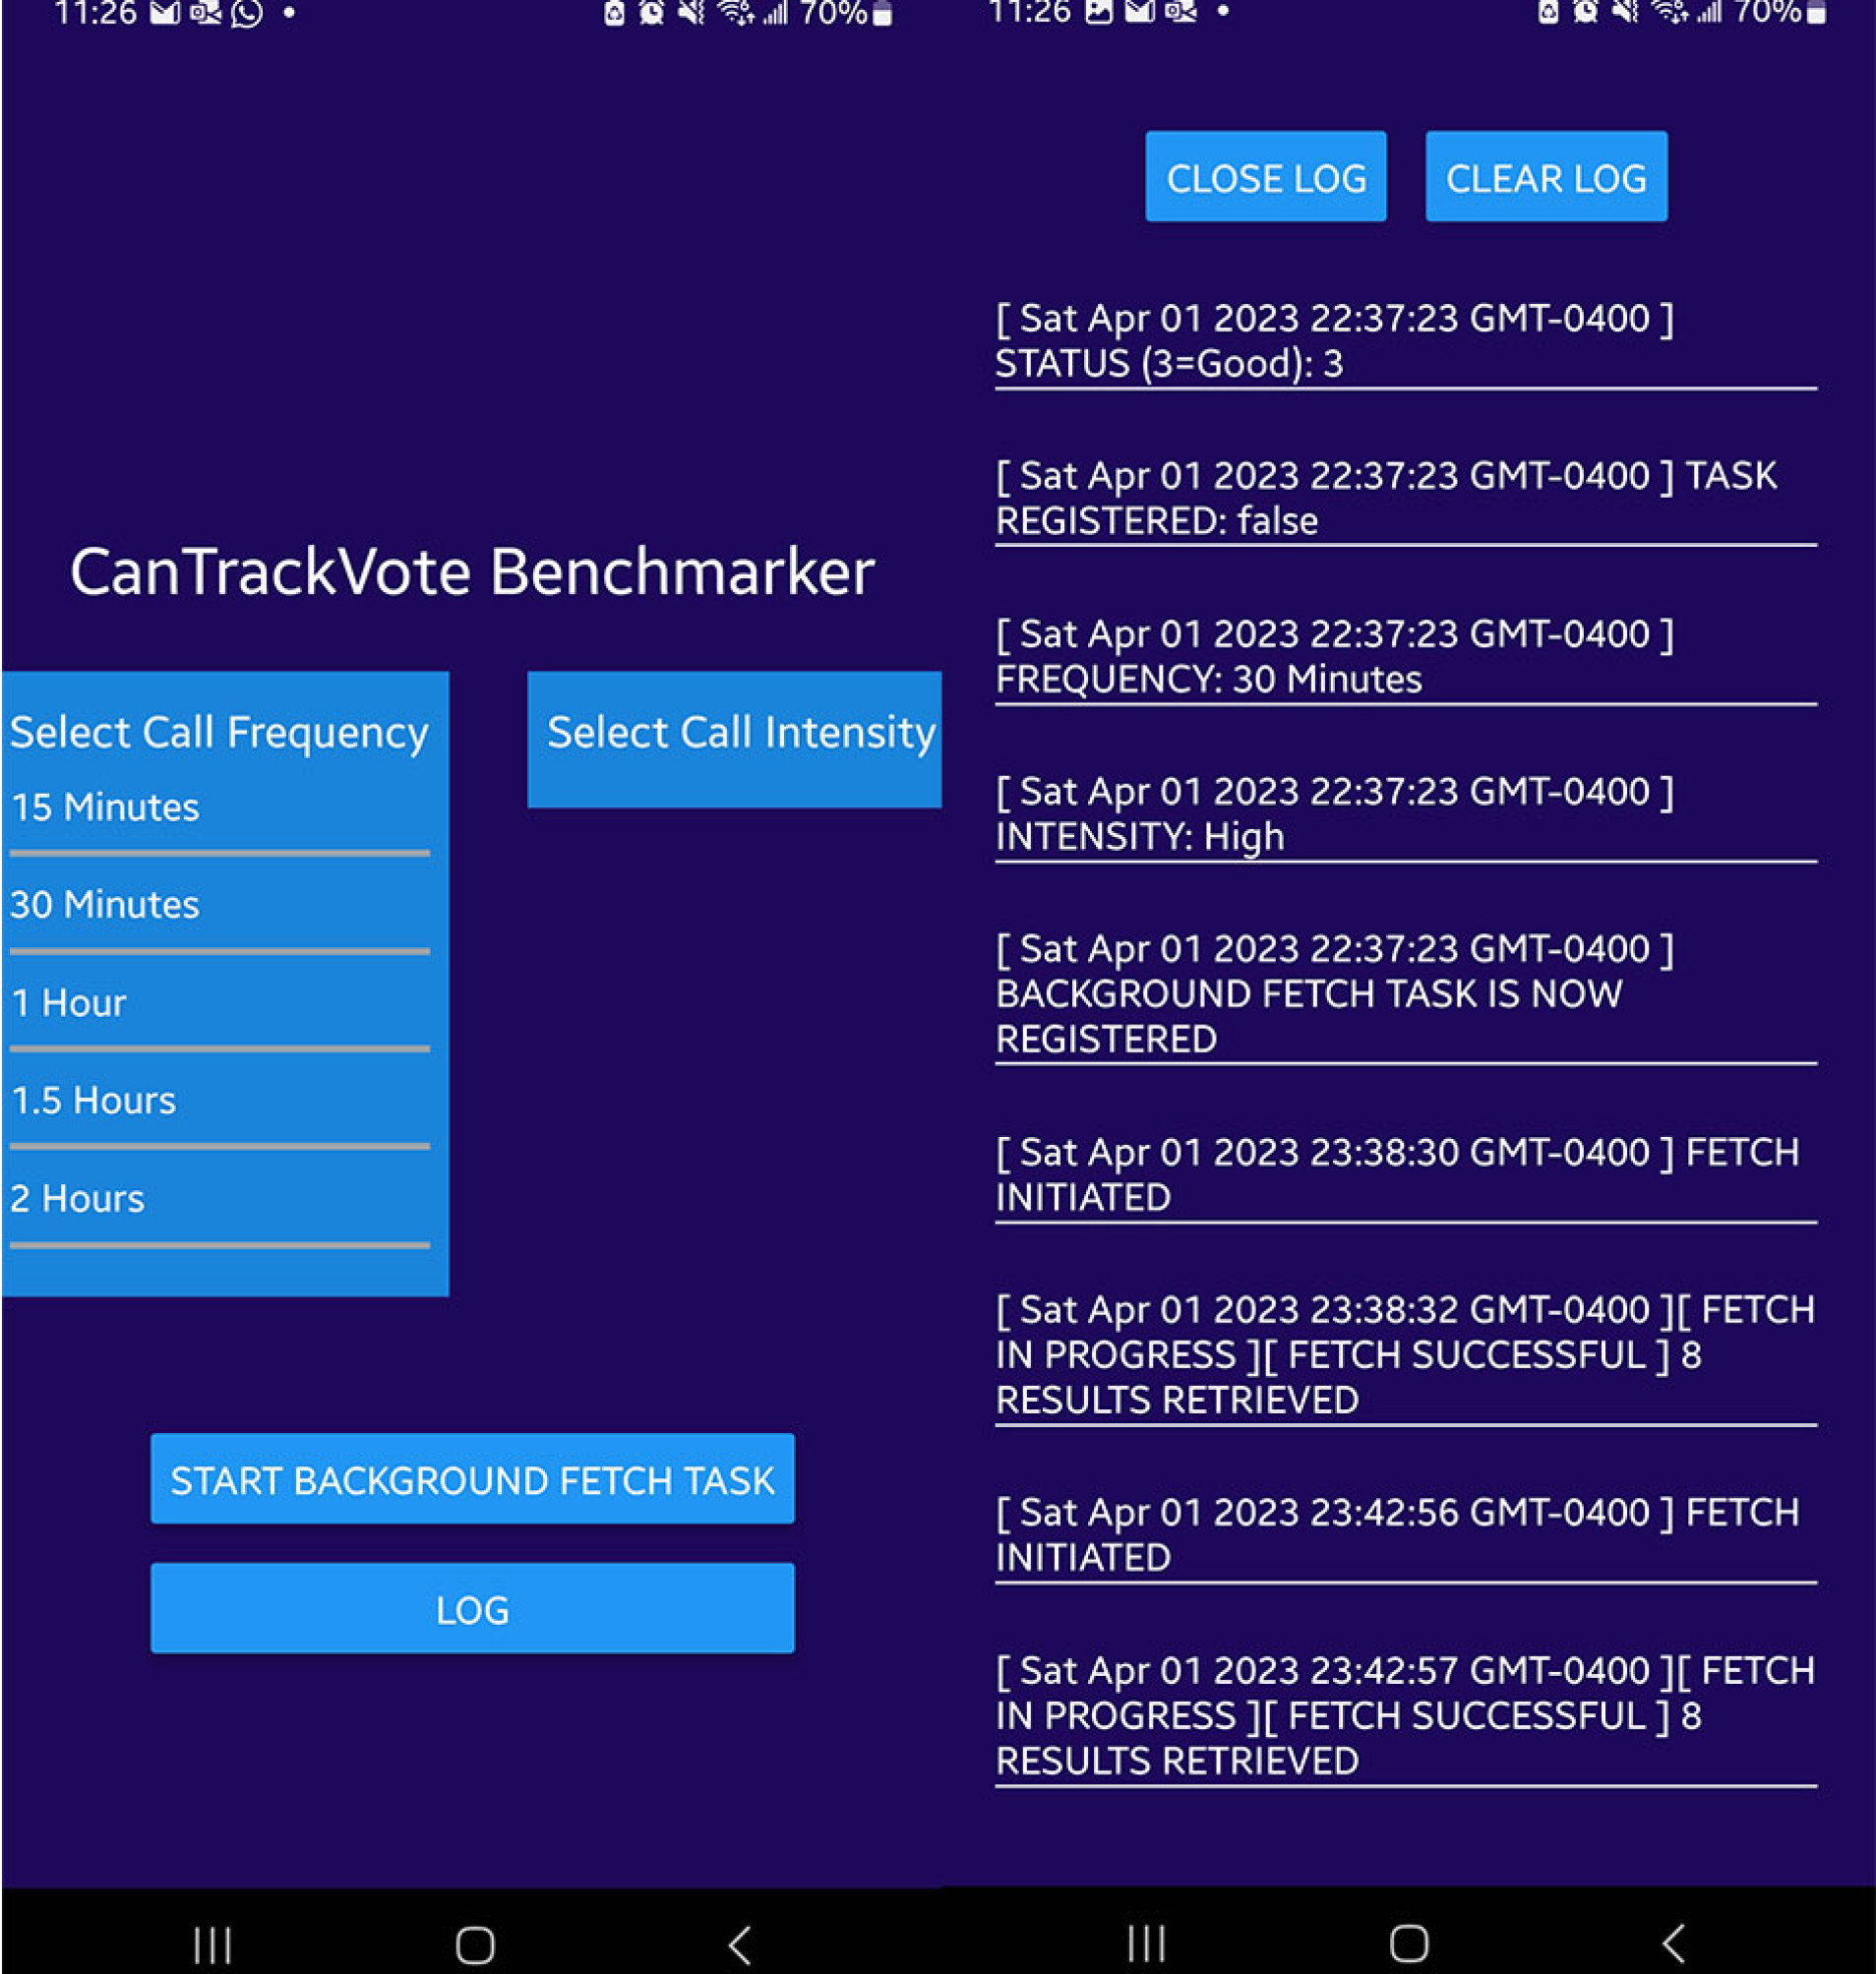 11:26
70%
CanTrackVote Benchmarker
Select Call Frequency
15 Minutes
30 Minutes
1 Hour
1.5 Hours
2 Hours
Select Call Intensity
START BACKGROUND FETCH TASK
LOG
11:26
70%
CLOSE LOG
CLEAR LOG
[ Sat Apr 01 2023 22:37:23 GMT-0400 ]
STATUS (3=Good): 3
[ Sat Apr 01 2023 22:37:23 GMT-0400 ] TASK
REGISTERED: false
[ Sat Apr 01 2023 22:37:23 GMT-0400 ]
FREQUENCY: 30 Minutes
[ Sat Apr 01 2023 22:37:23 GMT-0400 ]
INTENSITY: High
[ Sat Apr 01 2023 22:37:23 GMT-0400 ]
BACKGROUND FETCH TASK IS NOW
REGISTERED
[ Sat Apr 01 2023 23:38:30 GMT-0400 ] FETCH
INITIATED
[ Sat Apr 01 2023 23:38:32 GMT-0400 ][ FETCH
IN PROGRESS ][ FETCH SUCCESSFUL ] 8
RESULTS RETRIEVED
[ Sat Apr 01 2023 23:42:56 GMT-0400 ] FETCH
INITIATED
[ Sat Apr 01 2023 23:42:57 GMT-0400 ][ FETCH
IN PROGRESS ][ FETCH SUCCESSFUL ] 8
RESULTS RETRIEVED